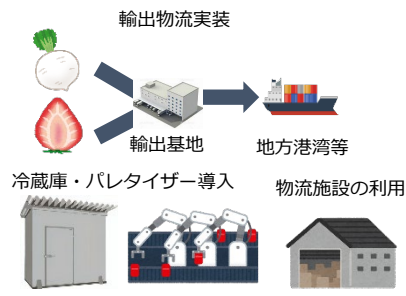 輸出物流実装
輸出基地
地方港湾等
冷蔵庫・パレタイザー導入
物流施設の利用